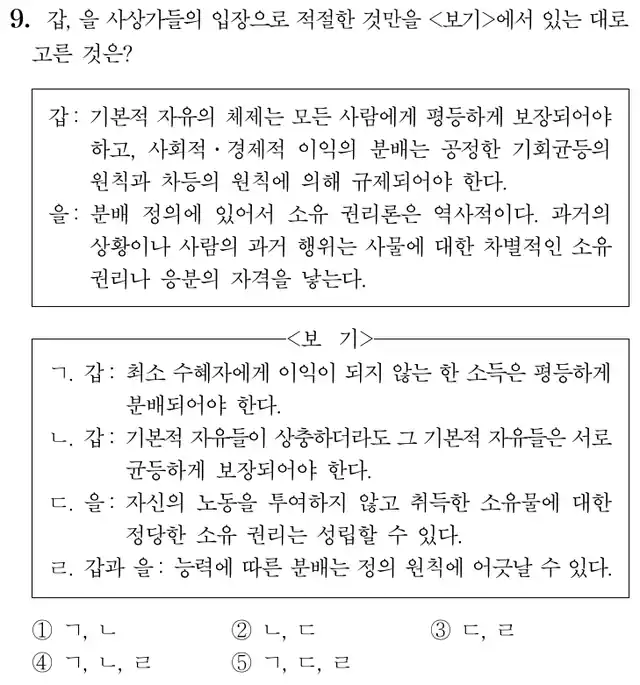 9. 갑, 을 사상가들의 입장으로 적절한 것만을 <보기>에서 있는 대로
고른 것은?
갑: 기본적 자유의 체제는 모든 사람에게 평등하게 보장되어야
하고, 사회적·경제적 이익의 분배는 공정한 기회균등의
원칙과 차등의 원칙에 의해 규제되어야 한다.
을: 분배 정의에 있어서 소유 권리론은 역사적이다. 과거의
상황이나 사람의 과거 행위는 사물에 대한 차별적인 소유
권리나 응분의 자격을 낳는다.
<보 기>
ㄱ. 갑: 최소 수혜자에게 이익이 되지 않는 한 소득은 평등하게
분배되어야 한다.
ㄴ. 갑: 기본적 자유들이 상충하더라도 그 기본적 자유들은 서로
균등하게 보장되어야 한다.
ㄷ. 을: 자신의 노동을 투여하지 않고 취득한 소유물에 대한
정당한 소유 권리는 성립할 수 있다.
ㄹ. 갑과 을: 능력에 따른 분배는 정의 원칙에 어긋날 수 있다.
① ㄱ, ㄴ ② ㄴ, ㄷ ③ ㄷ, ㄹ
④ ㄱ, ㄴ, ㄹ ⑤ ㄱ, ㄷ, ㄹ